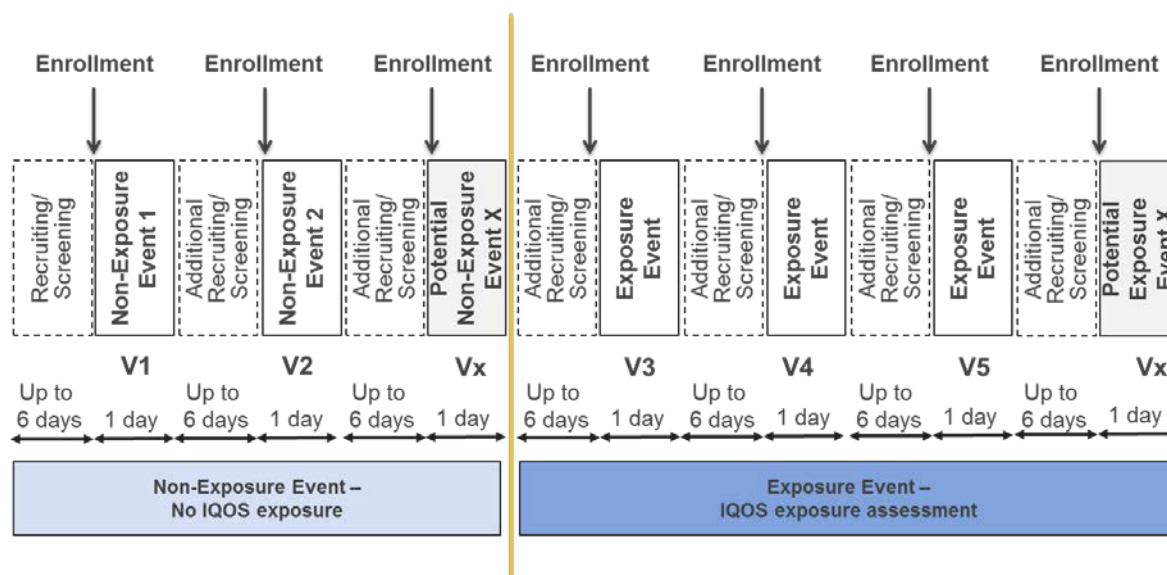 Enrollment
Enrollment
Enrollment
Enrollment
Enrollment
Enrollment
Enrollment
Recruiting/
Screening
Non-Exposure
Event 1
Additional
Recruiting/
Screening
Non-Exposure
Event 2
Additional
Recruiting/
Screening
Potential
Non-Exposure
Event X
Additional
Recruiting/
Screening
Exposure
Event
Additional
Recruiting/
Screening
Exposure
Event
Additional
Recruiting/
Screening
Exposure
Event
Additional
Recruiting/
Screening
Potential
Exposure
Event X
V1
V2
Vx
V3
V4
V5
Vx
Up to
6 days
1 day
Up to
6 days
1 day
Up to
6 days
1 day
Up to
6 days
1 day
Up to
6 days
1 day
Up to
6 days
1 day
Up to
6 days
1 day
Non-Exposure Event –
No IQOS exposure
Exposure Event –
IQOS exposure assessment